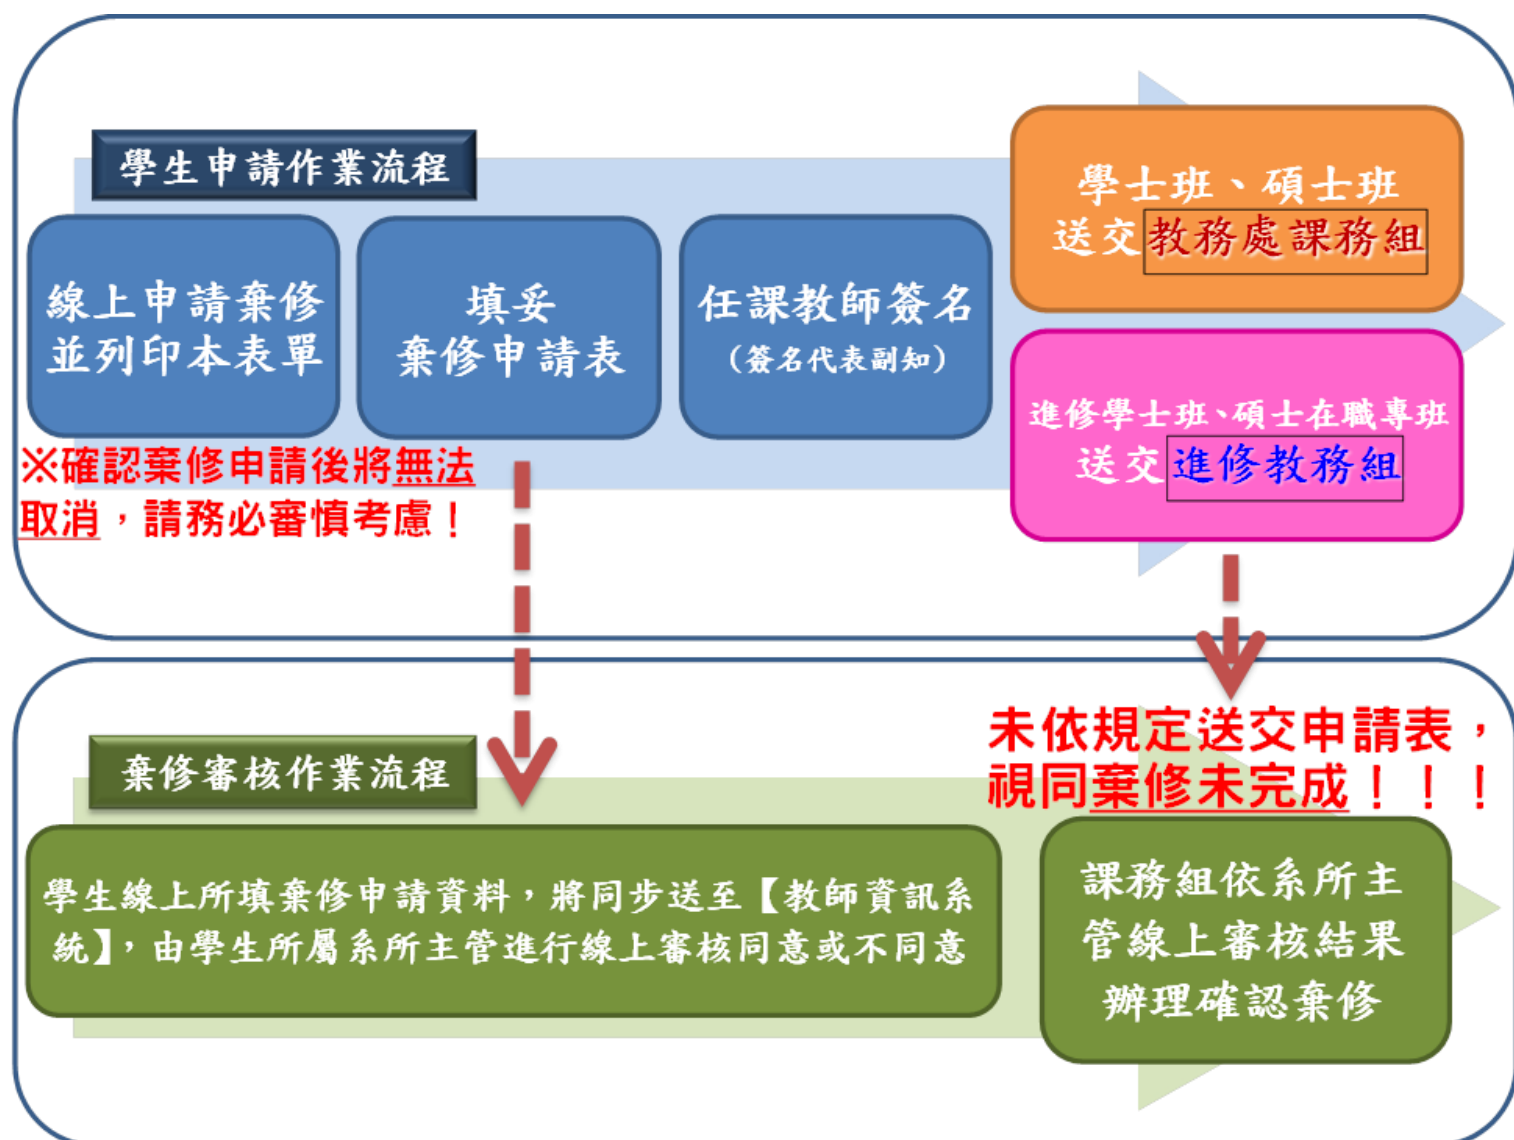 學生申請作業流程
線上申請棄修
並列印本表單
填妥
棄修申請表
任課教師簽名
(簽名代表副知)
學士班、碩士班
送交教務處課務組
進修學士班、碩士在職專班
送交進修教務組
※確認棄修申請後將無法
取消，請務必審慎考慮！
棄修審核作業流程
未依規定送交申請表，
視同棄修未完成！！！
學生線上所填棄修申請資料，將同步送至【教師資訊系
統】，由學生所屬系所主管進行線上審核同意或不同意
課務組依系所主
管線上審核結果
辦理確認棄修